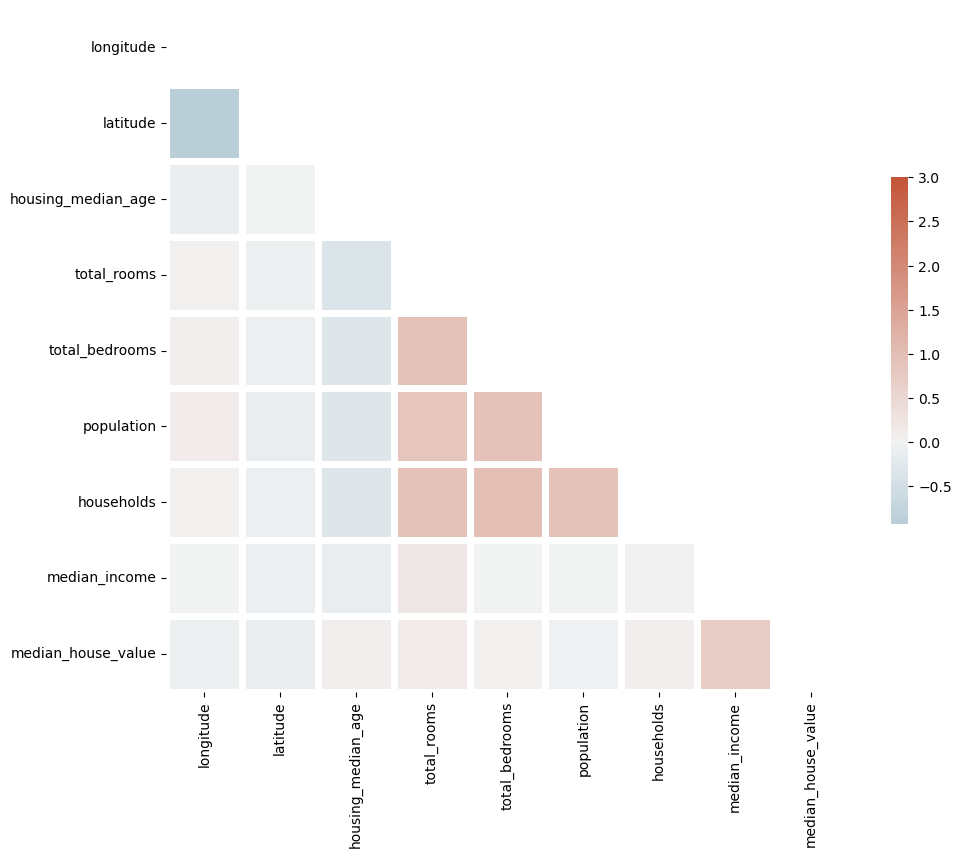 longitude
latitude
housing_median_age
total_rooms
total_bedrooms
population
households
median_income
median_house_value
longitude
latitude
housing_median_age
total_rooms
total_bedrooms
population
households
median_income
median_house_value
3.0
2.5
2.0
1.5
1.0
0.5
0.0
−0.5